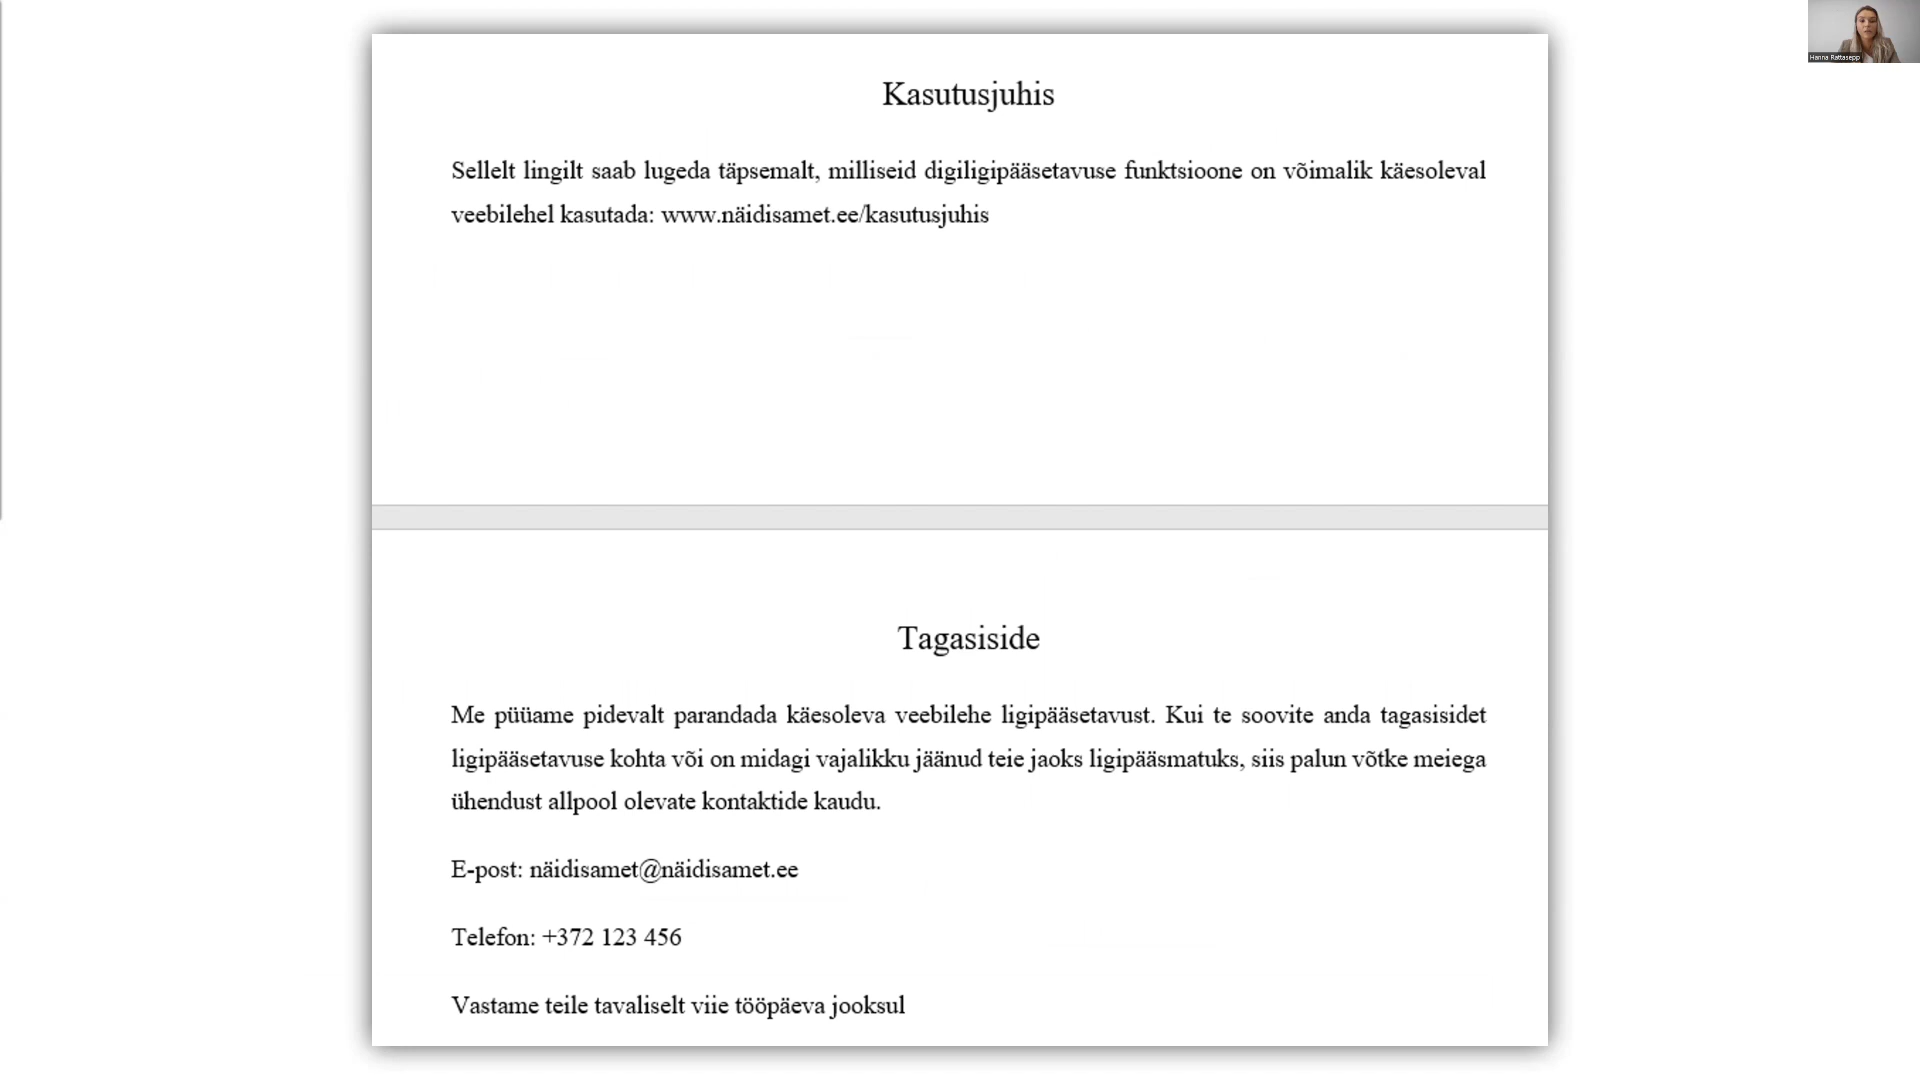 Hanna Rattasepp
Kasutusjuhis
Sellelt lingilt saab lugeda täpsemalt, milliseid digiligipääsetavuse funktsioone on võimalik käesoleval
veebilehel kasutada: www.näidisamet.ee/kasutusjuhis
Tagasiside
Me püüame pidevalt parandada käesoleva veebilehe ligipääsetavust. Kui te soovite anda tagasisidet
ligipääsetavuse kohta või on midagi vajalikku jäänud teie jaoks ligipääsmatuks, siis palun võtke meiega
ühendust allpool olevate kontaktide kaudu.
E-post: näidisamet@näidisamet.ee
Telefon: +372 123 456
Vastame teile tavaliselt viie tööpäeva jooksul